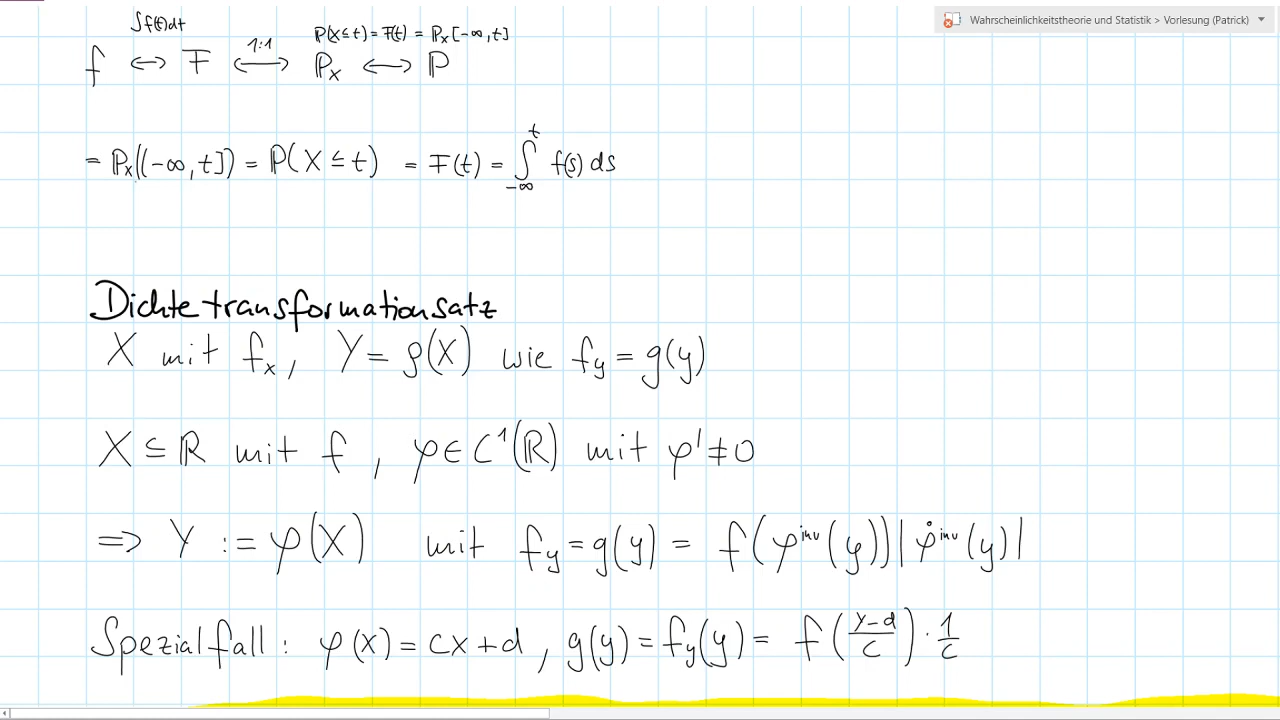 Wahrscheinlichkeitstheorie und Statistik > Vorlesung (Patrick)
∫f(t)dt
1:1
P(X≤t) = F(t) = ℙₓ[-∞,t]
f ↔ F ⟷ ℙₓ ⟷ ℙ
= ℙₓ((-∞,t]) = ℙ(X ≤ t) = F(t) = ∫_{-∞}^{t} f(s) ds
Dichtetransformationsatz
X mit fₓ, Y = ρ(X) wie f_y = g(y)
X ⊆ ℝ mit f, φ ∈ C¹(ℝ) mit φ' ≠ 0
⟹ Y := φ(X) mit f_y = g(y) = f(φ^{inv}(y)) |φ̇^{inv}(y)|
Spezialfall: φ(X) = cX + d, g(y) = f_y(y) = f((y-d)/c) · 1/c